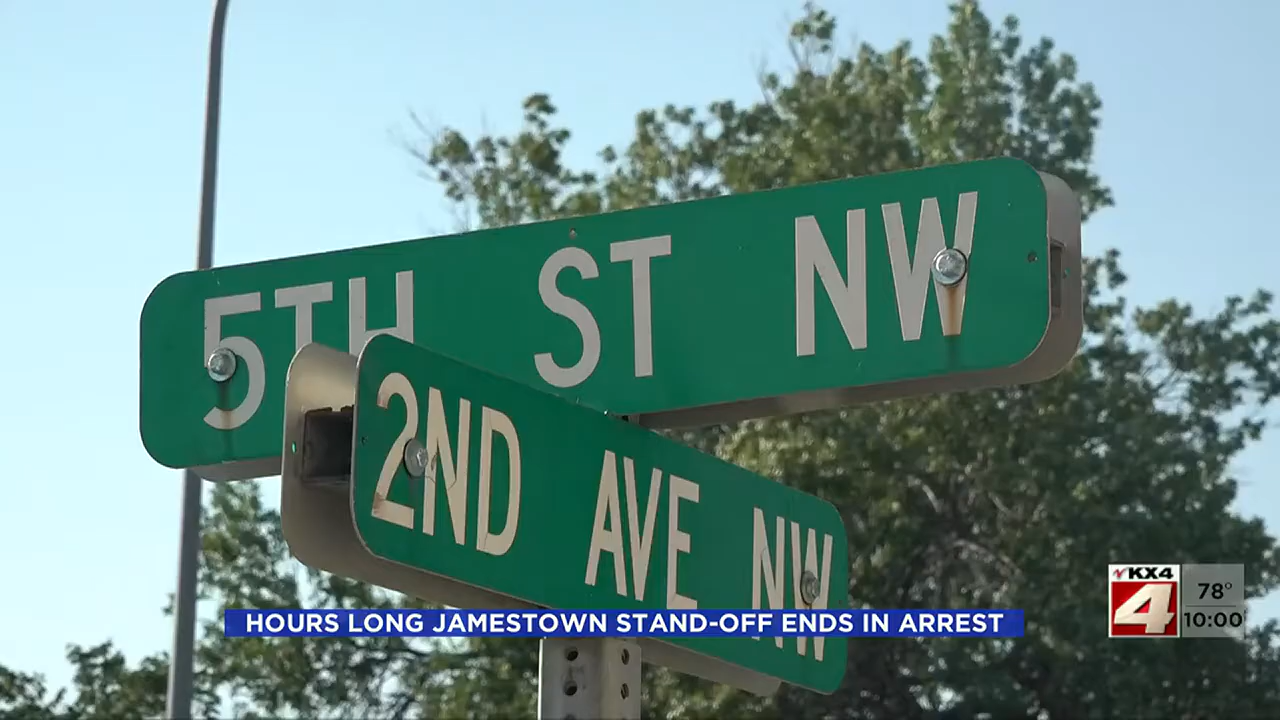 5TH ST NW
2ND AVE NW
HOURS LONG JAMESTOWN STAND-OFF ENDS IN ARREST
KX4
4
78°
10:00